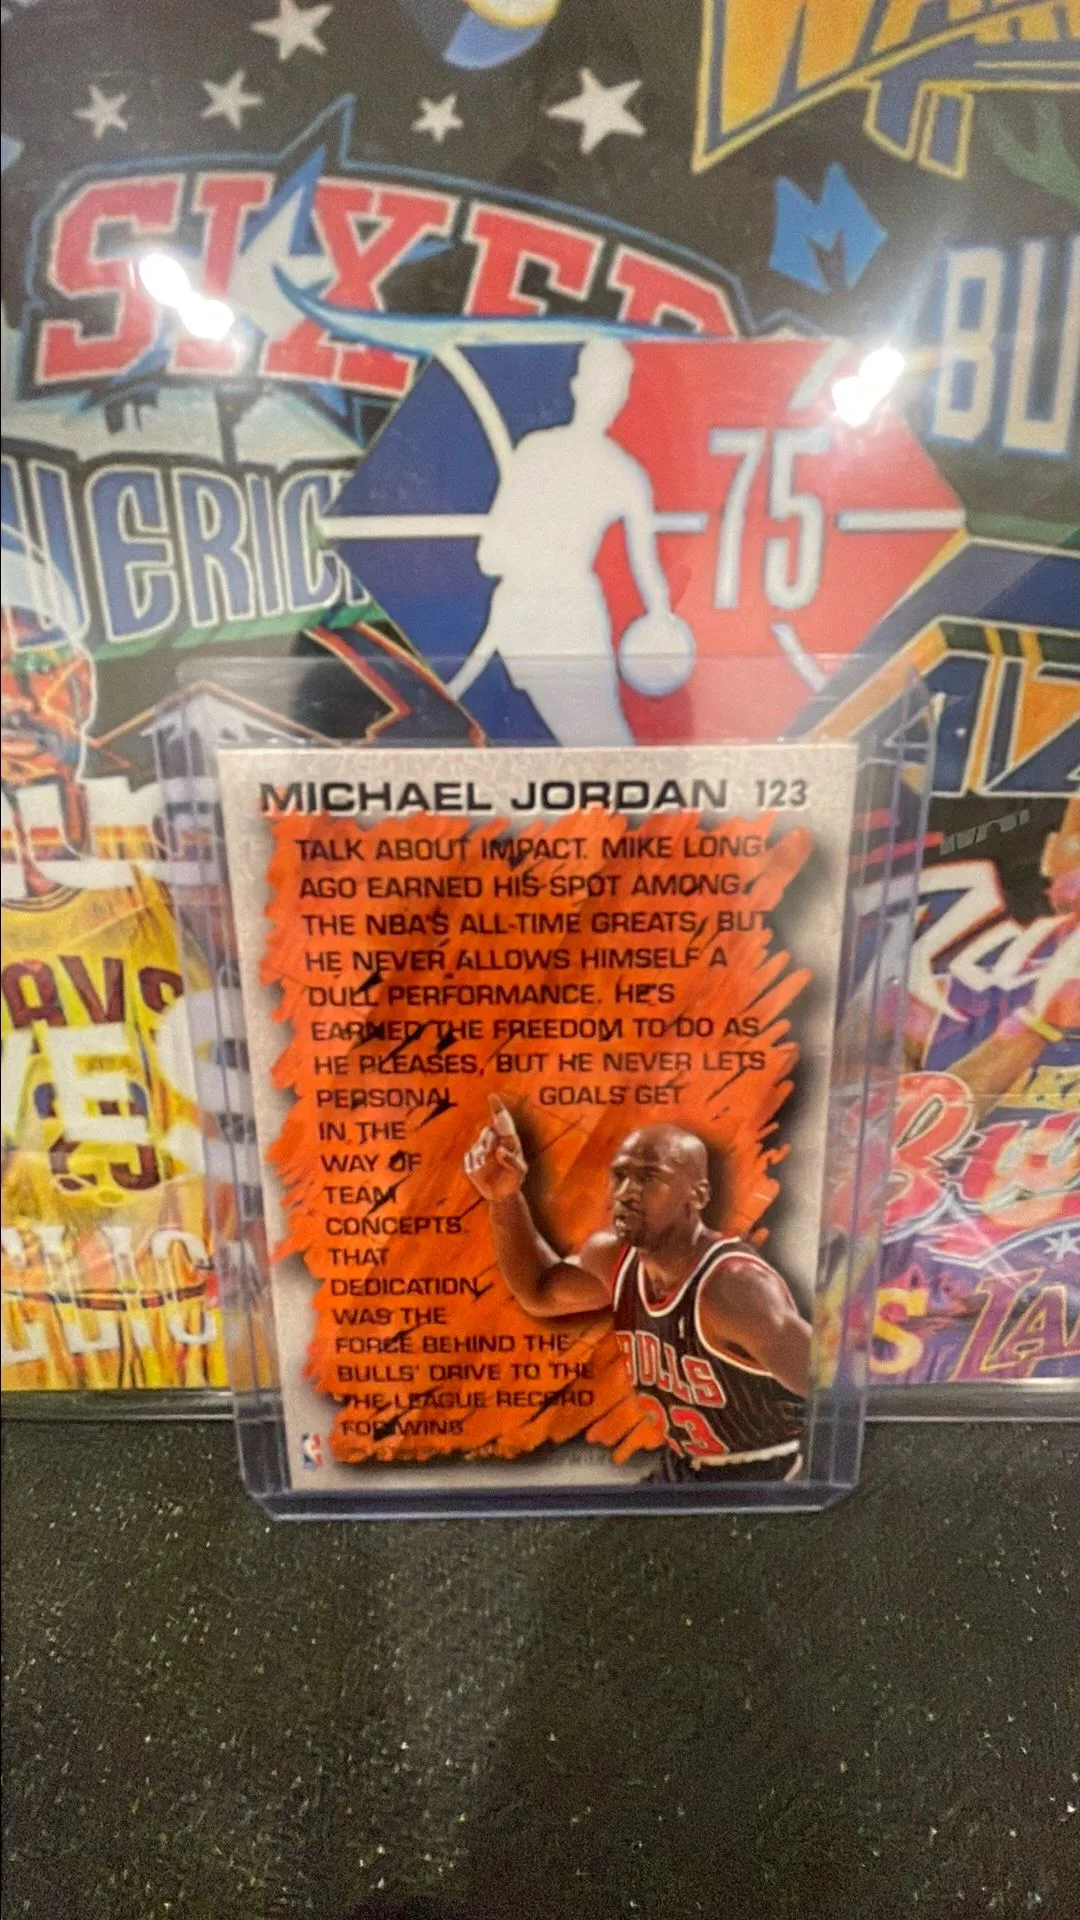 SIXER
75
M
BU
MICHAEL JORDAN 123
TALK ABOUT IMPACT. MIKE LONG
AGO EARNED HIS SPOT AMONG
THE NBA'S ALL-TIME GREATS, BUT
HE NEVER ALLOWS HIMSELF A
DULL PERFORMANCE. HE'S
EARNED THE FREEDOM TO DO AS
HE PLEASES, BUT HE NEVER LETS
PERSONAL GOALS GET
IN THE
WAY OF
TEAM
CONCEPTS.
THAT
DEDICATION
WAS THE
FORCE BEHIND THE
BULLS' DRIVE TO THE
THE LEAGUE RECORD
FOR WINS
BULLS
23